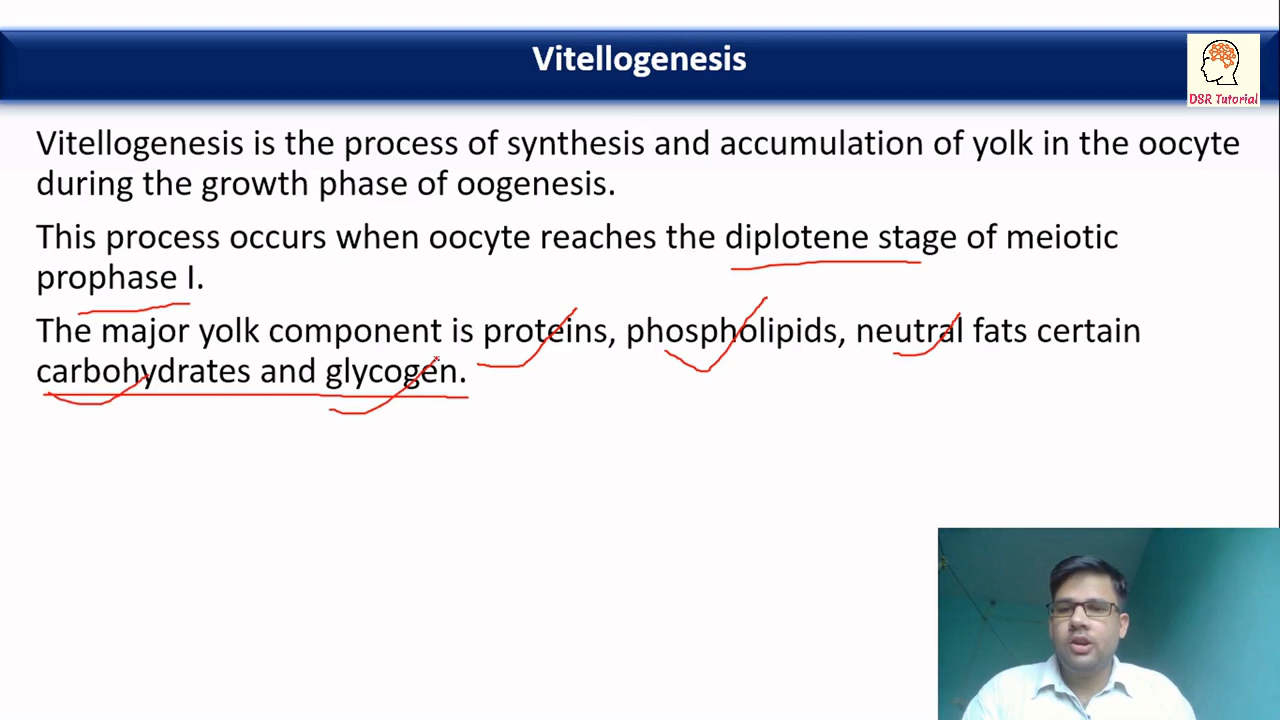 Vitellogenesis
DSR Tutorial
Vitellogenesis is the process of synthesis and accumulation of yolk in the oocyte
during the growth phase of oogenesis.
This process occurs when oocyte reaches the diplotene stage of meiotic
prophase I.
The major yolk component is proteins, phospholipids, neutral fats certain
carbohydrates and glycogen.